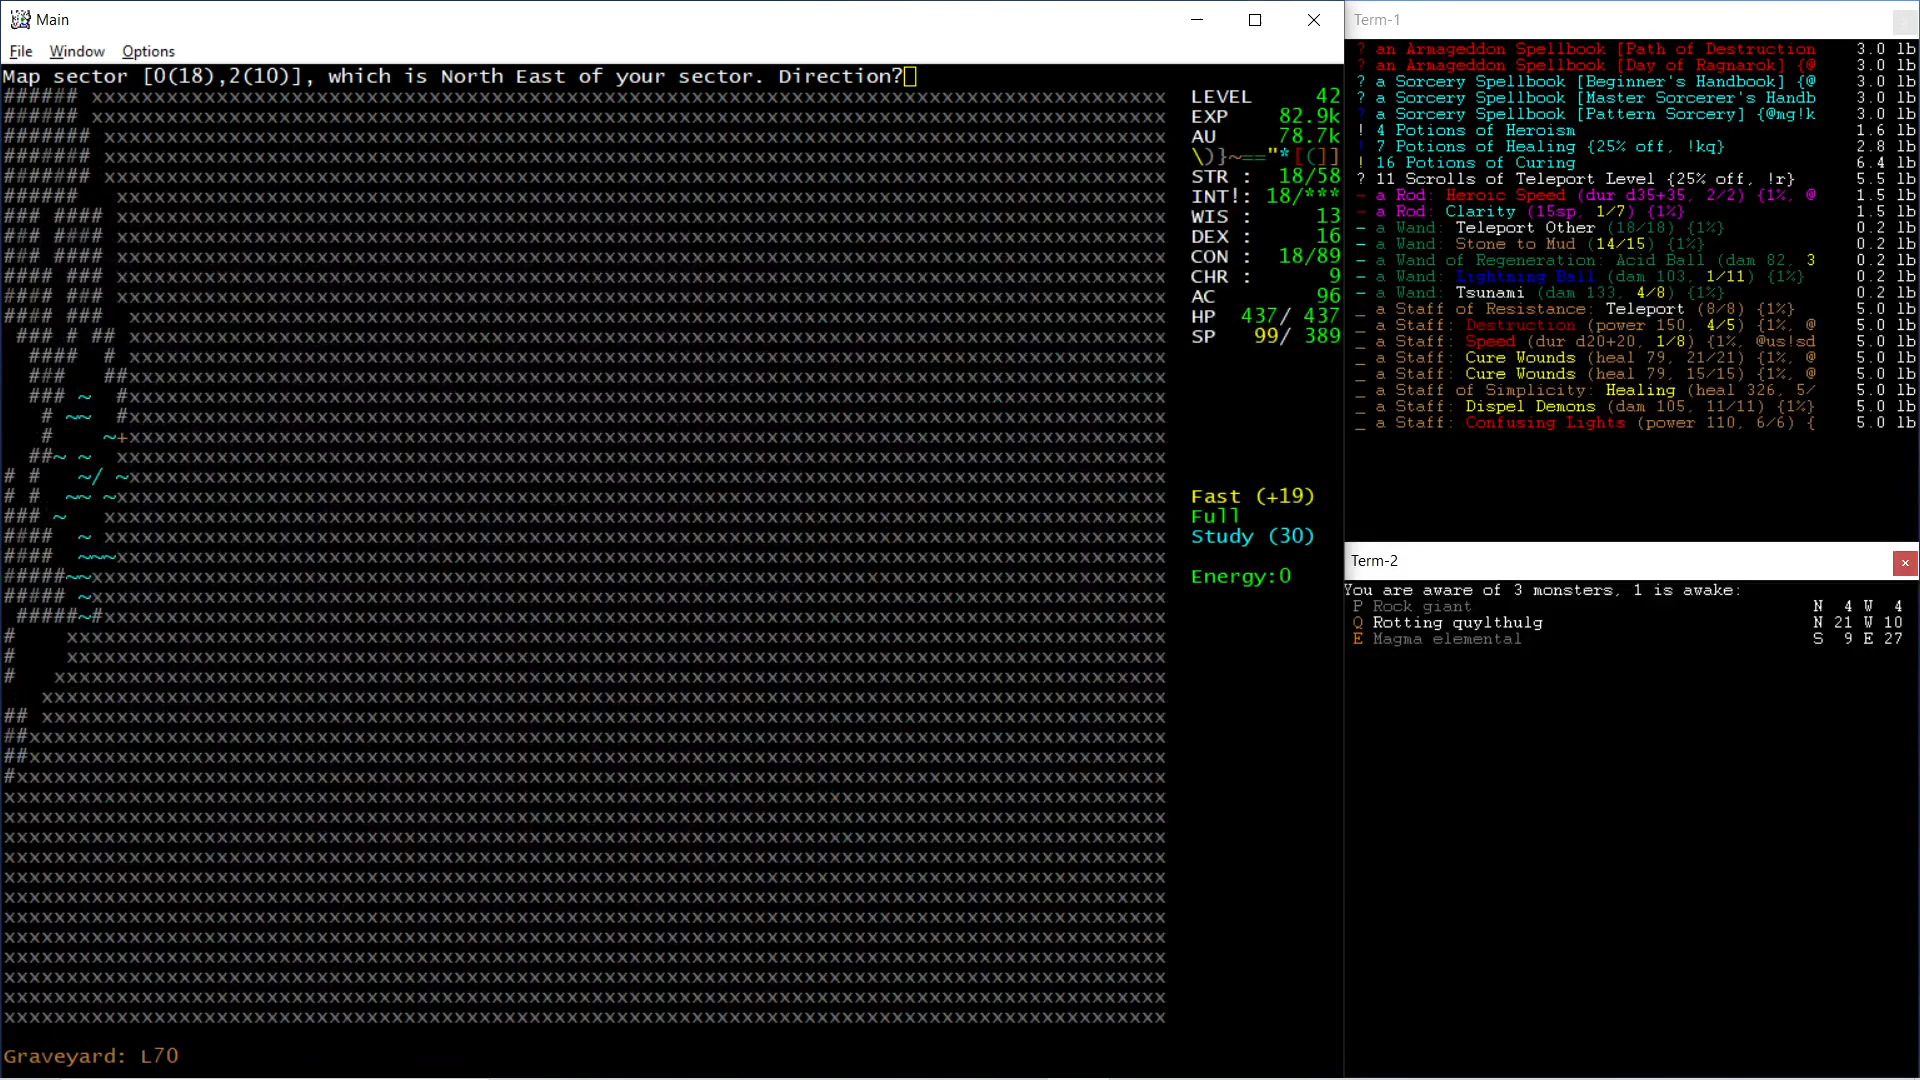 Main
File Window Options
Map sector [0(18),2(10)], which is North East of your sector. Direction?
LEVEL 42
EXP 82.9k
AU 78.7k
\)}~=="*[(]]
STR : 18/58
INT!: 18/***
WIS : 13
DEX : 16
CON : 18/89
CHR : 9
AC 96
HP 437/ 437
SP 99/ 389
Fast (+19)
Full
Study (30)
Energy:0
Graveyard: L70
Term-1
? an Armageddon Spellbook [Path of Destruction 3.0 lb
? an Armageddon Spellbook [Day of Ragnarok] {@ 3.0 lb
? a Sorcery Spellbook [Beginner's Handbook] {@ 3.0 lb
? a Sorcery Spellbook [Master Sorcerer's Handb 3.0 lb
? a Sorcery Spellbook [Pattern Sorcery] {@mg!k 3.0 lb
! 4 Potions of Heroism 1.6 lb
! 7 Potions of Healing {25% off, !kq} 2.8 lb
! 16 Potions of Curing 6.4 lb
? 11 Scrolls of Teleport Level {25% off, !r} 5.5 lb
- a Rod: Heroic Speed (dur d35+35, 2/2) {1%, @ 1.5 lb
- a Rod: Clarity (15sp, 1/7) {1%} 1.5 lb
- a Wand: Teleport Other (18/18) {1%} 0.2 lb
- a Wand: Stone to Mud (14/15) {1%} 0.2 lb
- a Wand of Regeneration: Acid Ball (dam 82, 3 0.2 lb
- a Wand: Lightning Ball (dam 103, 1/11) {1%} 0.2 lb
- a Wand: Tsunami (dam 133, 4/8) {1%} 0.2 lb
_ a Staff of Resistance: Teleport (8/8) {1%} 5.0 lb
_ a Staff: Destruction (power 150, 4/5) {1%, @ 5.0 lb
_ a Staff: Speed (dur d20+20, 1/8) {1%, @us!sd 5.0 lb
_ a Staff: Cure Wounds (heal 79, 21/21) {1%, @ 5.0 lb
_ a Staff: Cure Wounds (heal 79, 15/15) {1%, @ 5.0 lb
_ a Staff of Simplicity: Healing (heal 326, 5/ 5.0 lb
_ a Staff: Dispel Demons (dam 105, 11/11) {1%} 5.0 lb
_ a Staff: Confusing Lights (power 110, 6/6) { 5.0 lb
Term-2
You are aware of 3 monsters, 1 is awake:
P Rock giant N 4 W 4
Q Rotting quylthulg N 21 W 10
E Magma elemental S 9 E 27